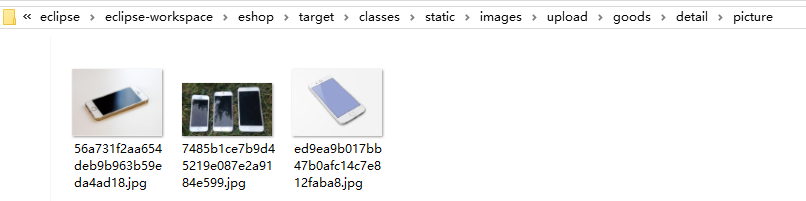 « eclipse › eclipse-workspace › eshop › target › classes › static › images › upload › goods › detail › picture
56a731f2aa654
deb9b963b59e
da4ad18.jpg
7485b1ce7b9d4
5219e087e2a91
84e599.jpg
ed9ea9b017bb
47b0afc14c7e8
12faba8.jpg